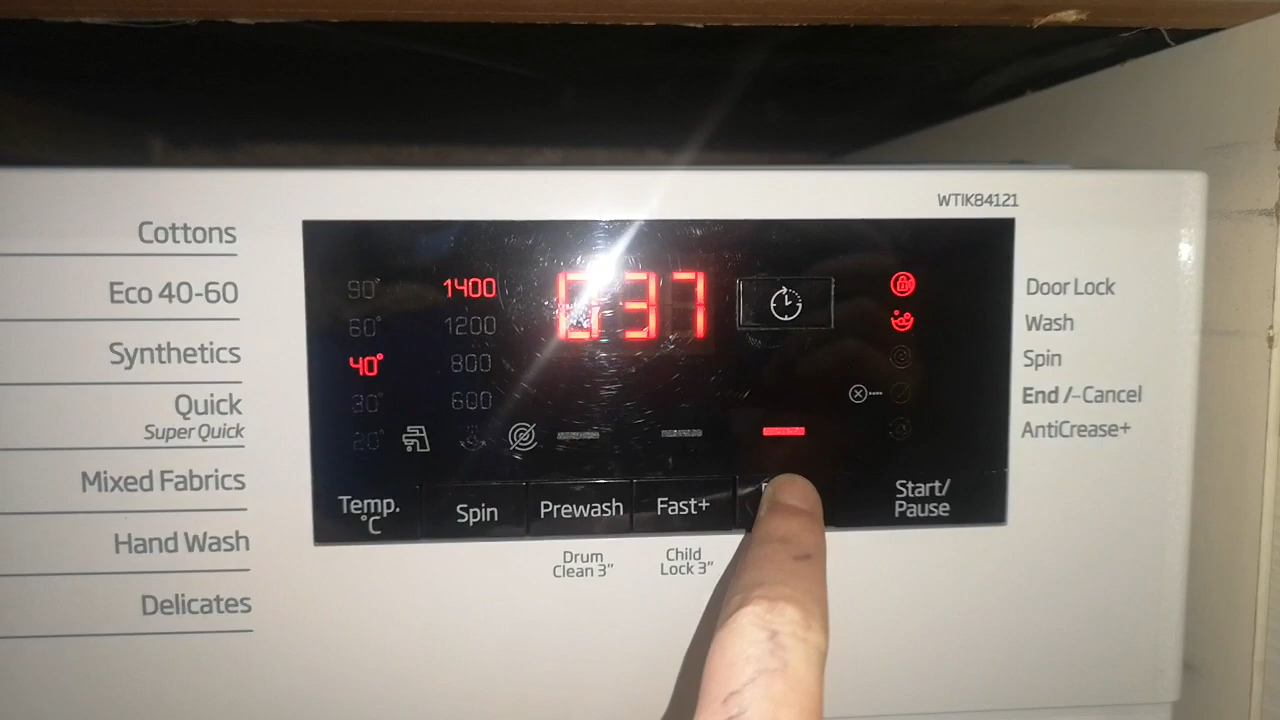 WTIK84121
Cottons
Eco 40-60
Synthetics
Quick
Super Quick
Mixed Fabrics
Hand Wash
Delicates
90°
60°
40°
30°
20°
1400
1200
800
600
37
Door Lock
Wash
Spin
End /-Cancel
AntiCrease+
Temp.
°C
Spin
Prewash
Fast+
Start/
Pause
Drum
Clean 3"
Child
Lock 3"